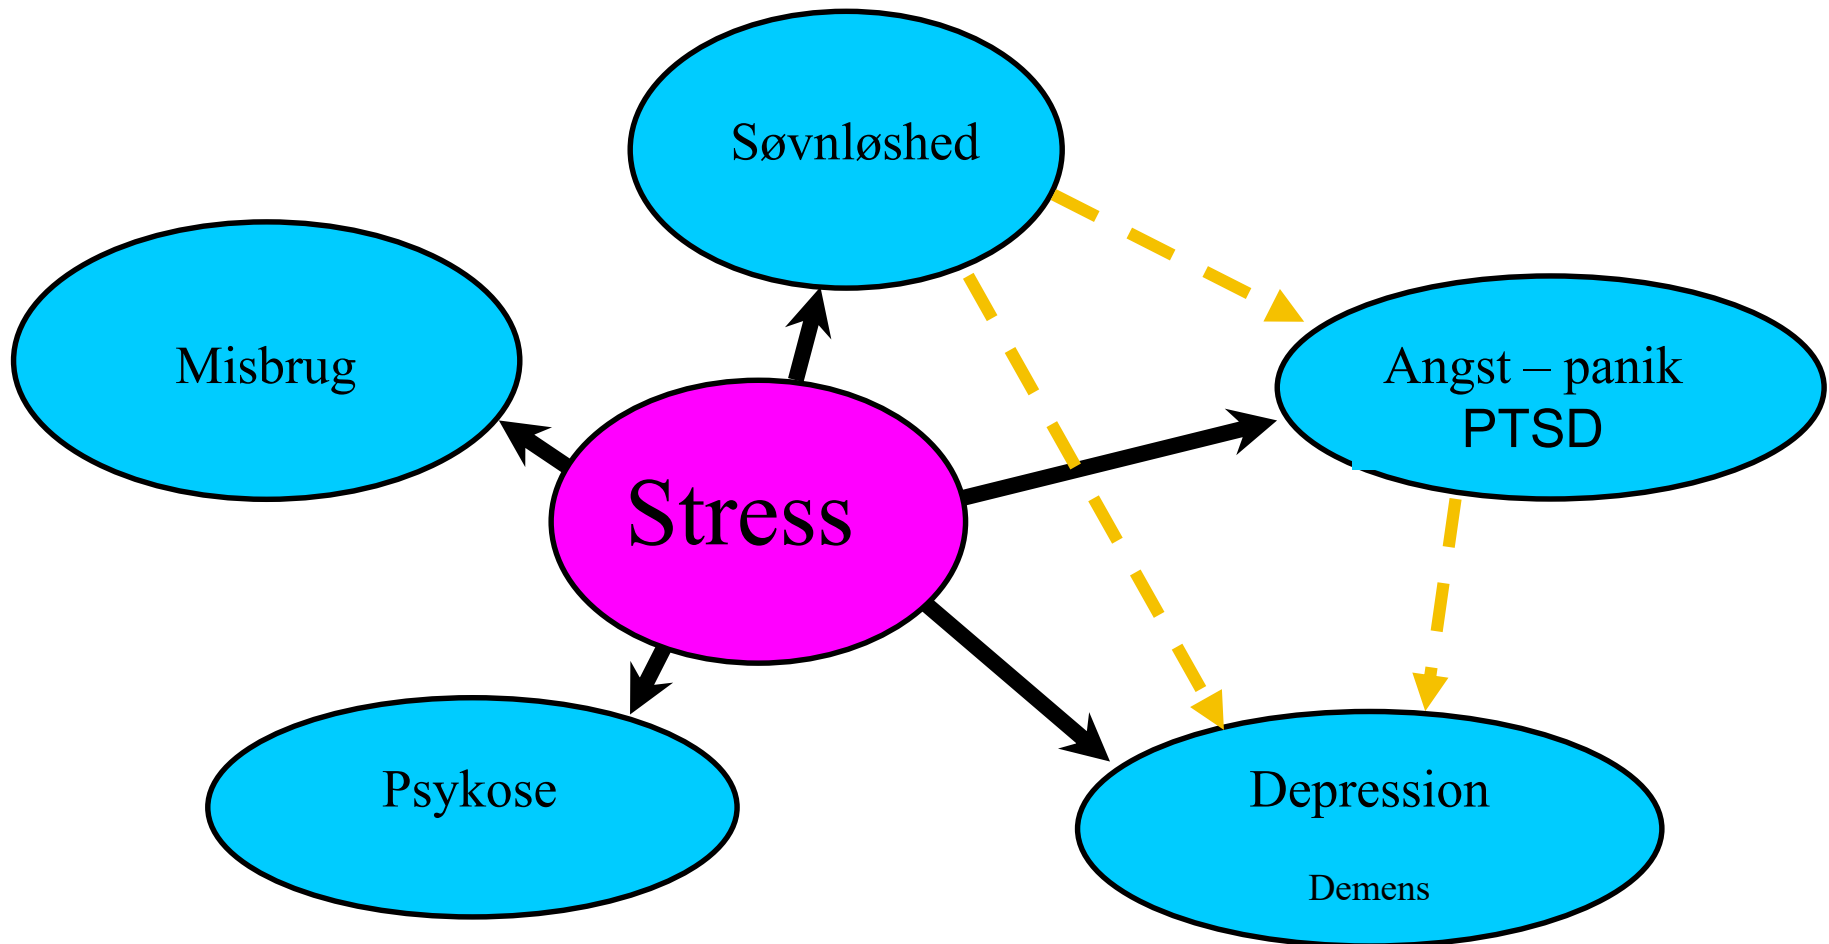 Søvnløshed
Misbrug
Angst – panik
PTSD
Stress
Psykose
Depression
Demens